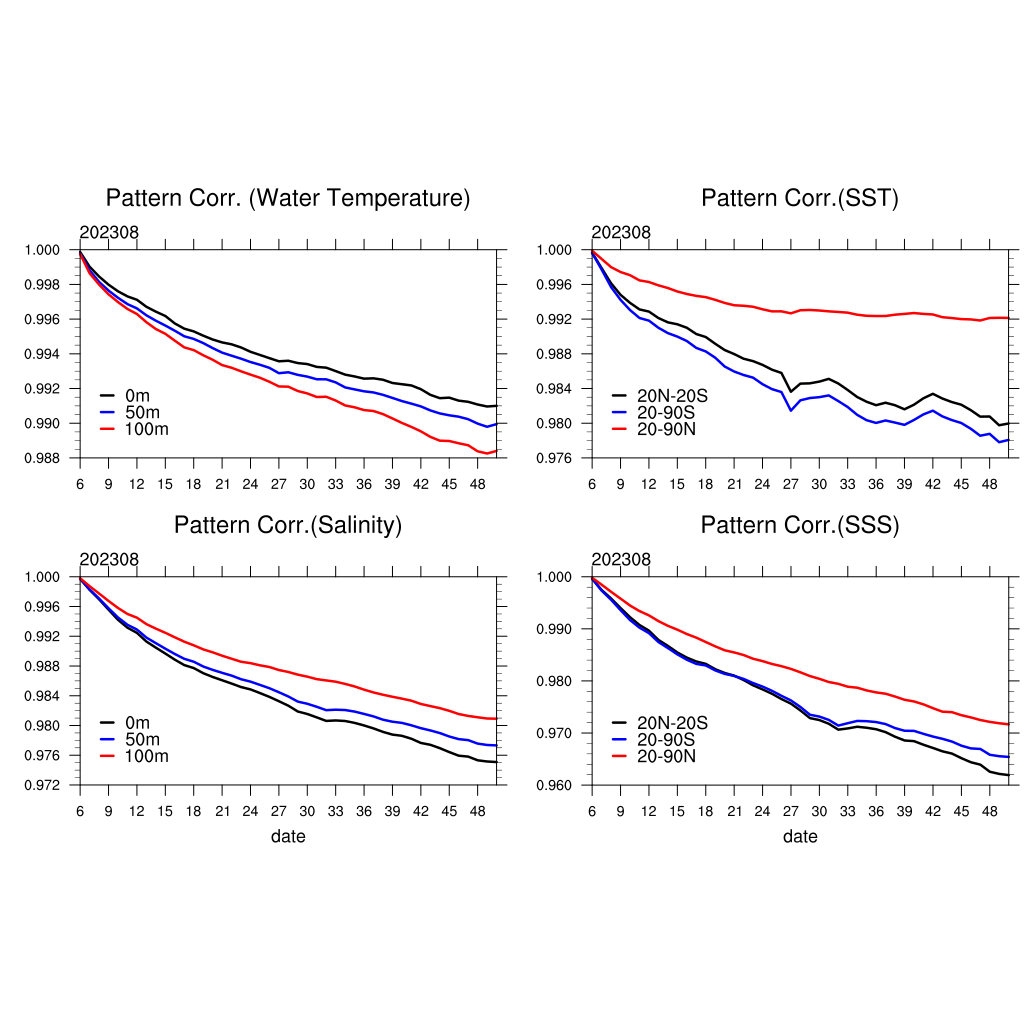 Pattern Corr. (Water Temperature)
202308
1.000
0.998
0.996
0.994
0.992
0.990
0.988
0m
50m
100m
6 9 12 15 18 21 24 27 30 33 36 39 42 45 48
Pattern Corr.(SST)
202308
1.000
0.996
0.992
0.988
0.984
0.980
0.976
20N-20S
20-90S
20-90N
6 9 12 15 18 21 24 27 30 33 36 39 42 45 48
Pattern Corr.(Salinity)
202308
1.000
0.996
0.992
0.988
0.984
0.980
0.976
0.972
0m
50m
100m
6 9 12 15 18 21 24 27 30 33 36 39 42 45 48
date
Pattern Corr.(SSS)
202308
1.000
0.990
0.980
0.970
0.960
20N-20S
20-90S
20-90N
6 9 12 15 18 21 24 27 30 33 36 39 42 45 48
date